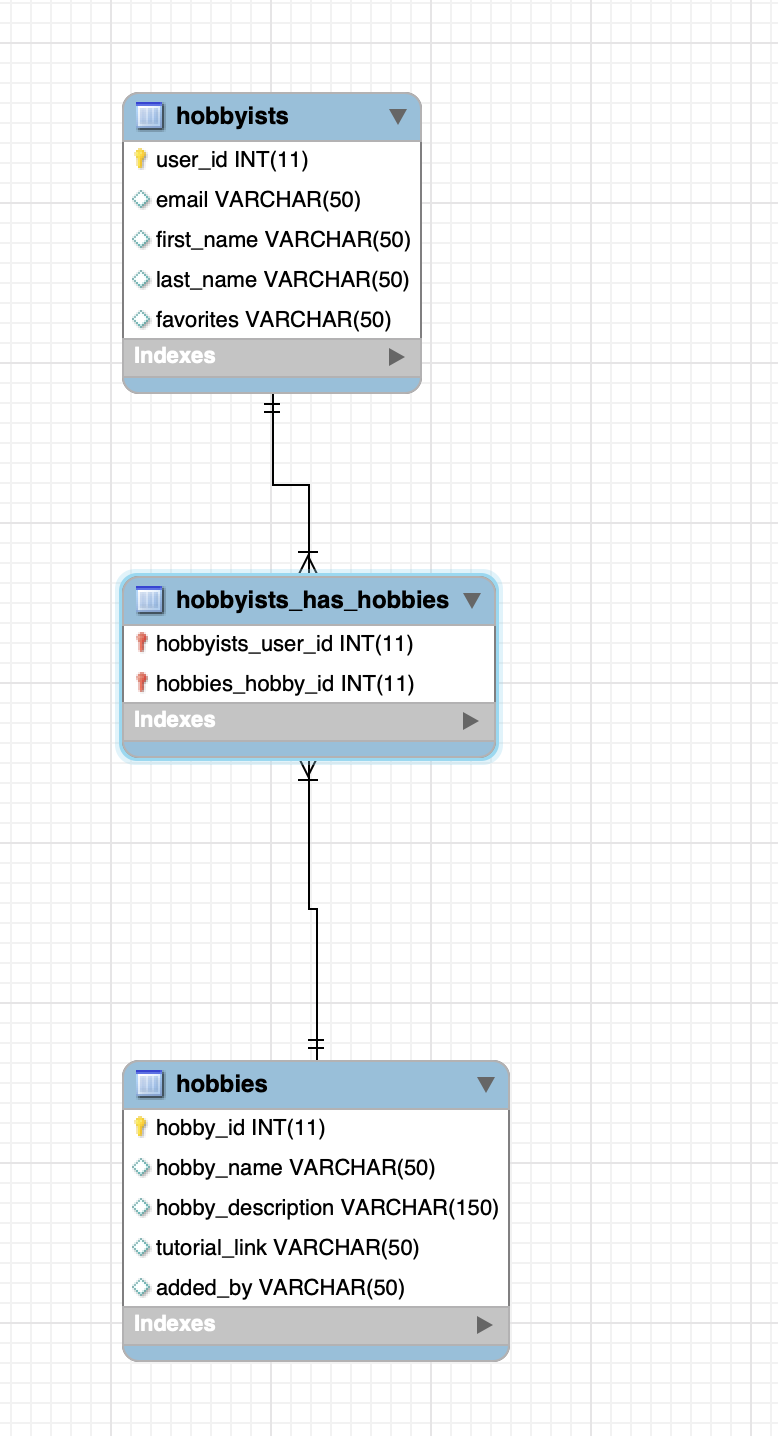 hobbyists
user_id INT(11)
email VARCHAR(50)
first_name VARCHAR(50)
last_name VARCHAR(50)
favorites VARCHAR(50)
Indexes
hobbyists_has_hobbies
hobbyists_user_id INT(11)
hobbies_hobby_id INT(11)
Indexes
hobbies
hobby_id INT(11)
hobby_name VARCHAR(50)
hobby_description VARCHAR(150)
tutorial_link VARCHAR(50)
added_by VARCHAR(50)
Indexes